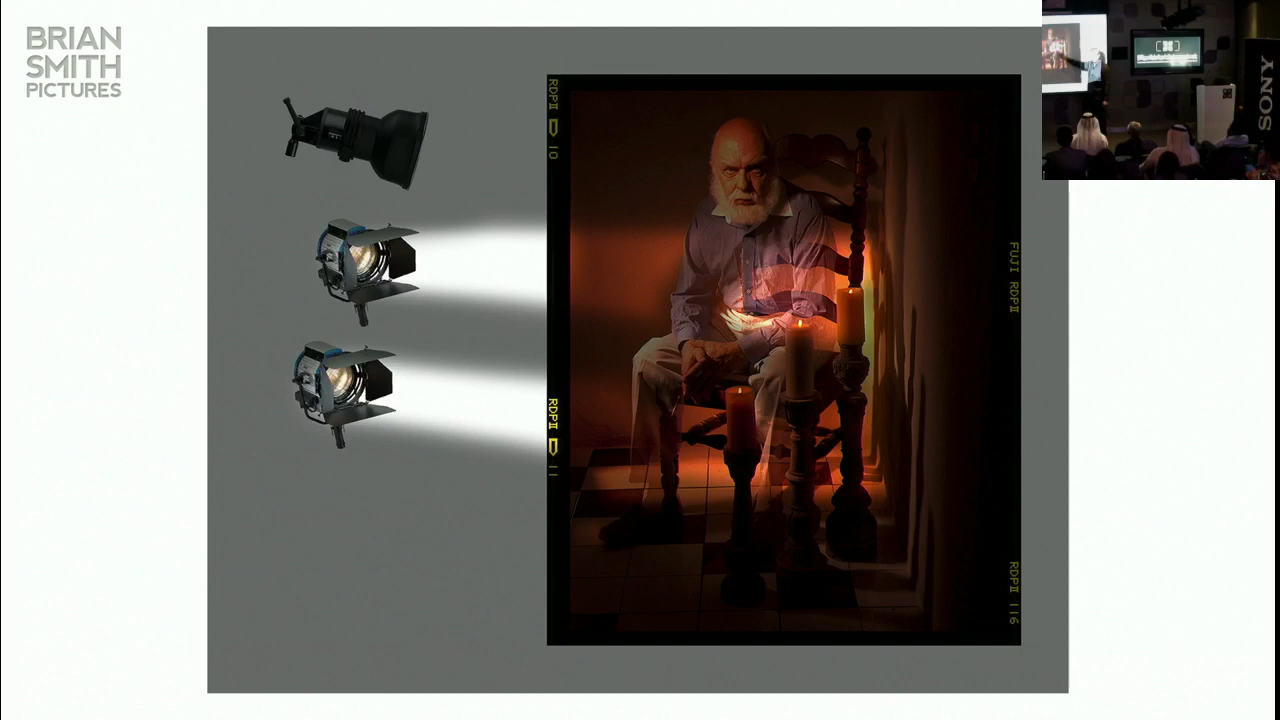 BRIAN
SMITH
PICTURES
RDPII
10
FUJI RDPII
RDPII
11
RDPII 116
SONY